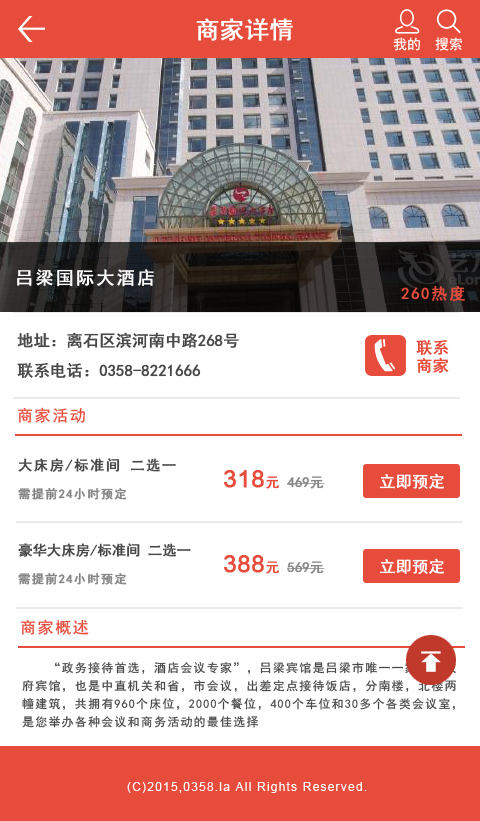 商家详情
我的
搜索
吕梁国际大酒店
260热度
地址：离石区滨河南中路268号
联系电话：0358-8221666
联系
商家
商家活动
大床房/标准间 二选一
需提前24小时预定
318元 469元
立即预定
豪华大床房/标准间 二选一
需提前24小时预定
388元 569元
立即预定
商家概述
“政务接待首选，酒店会议专家”，吕梁宾馆是吕梁市唯一一
府宾馆，也是中直机关和省，市会议，出差定点接待饭店，分南楼，北楼两
幢建筑，共拥有960个床位，2000个餐位，400个车位和30多个各类会议室，
是您举办各种会议和商务活动的最佳选择
(C)2015,0358.la All Rights Reserved.